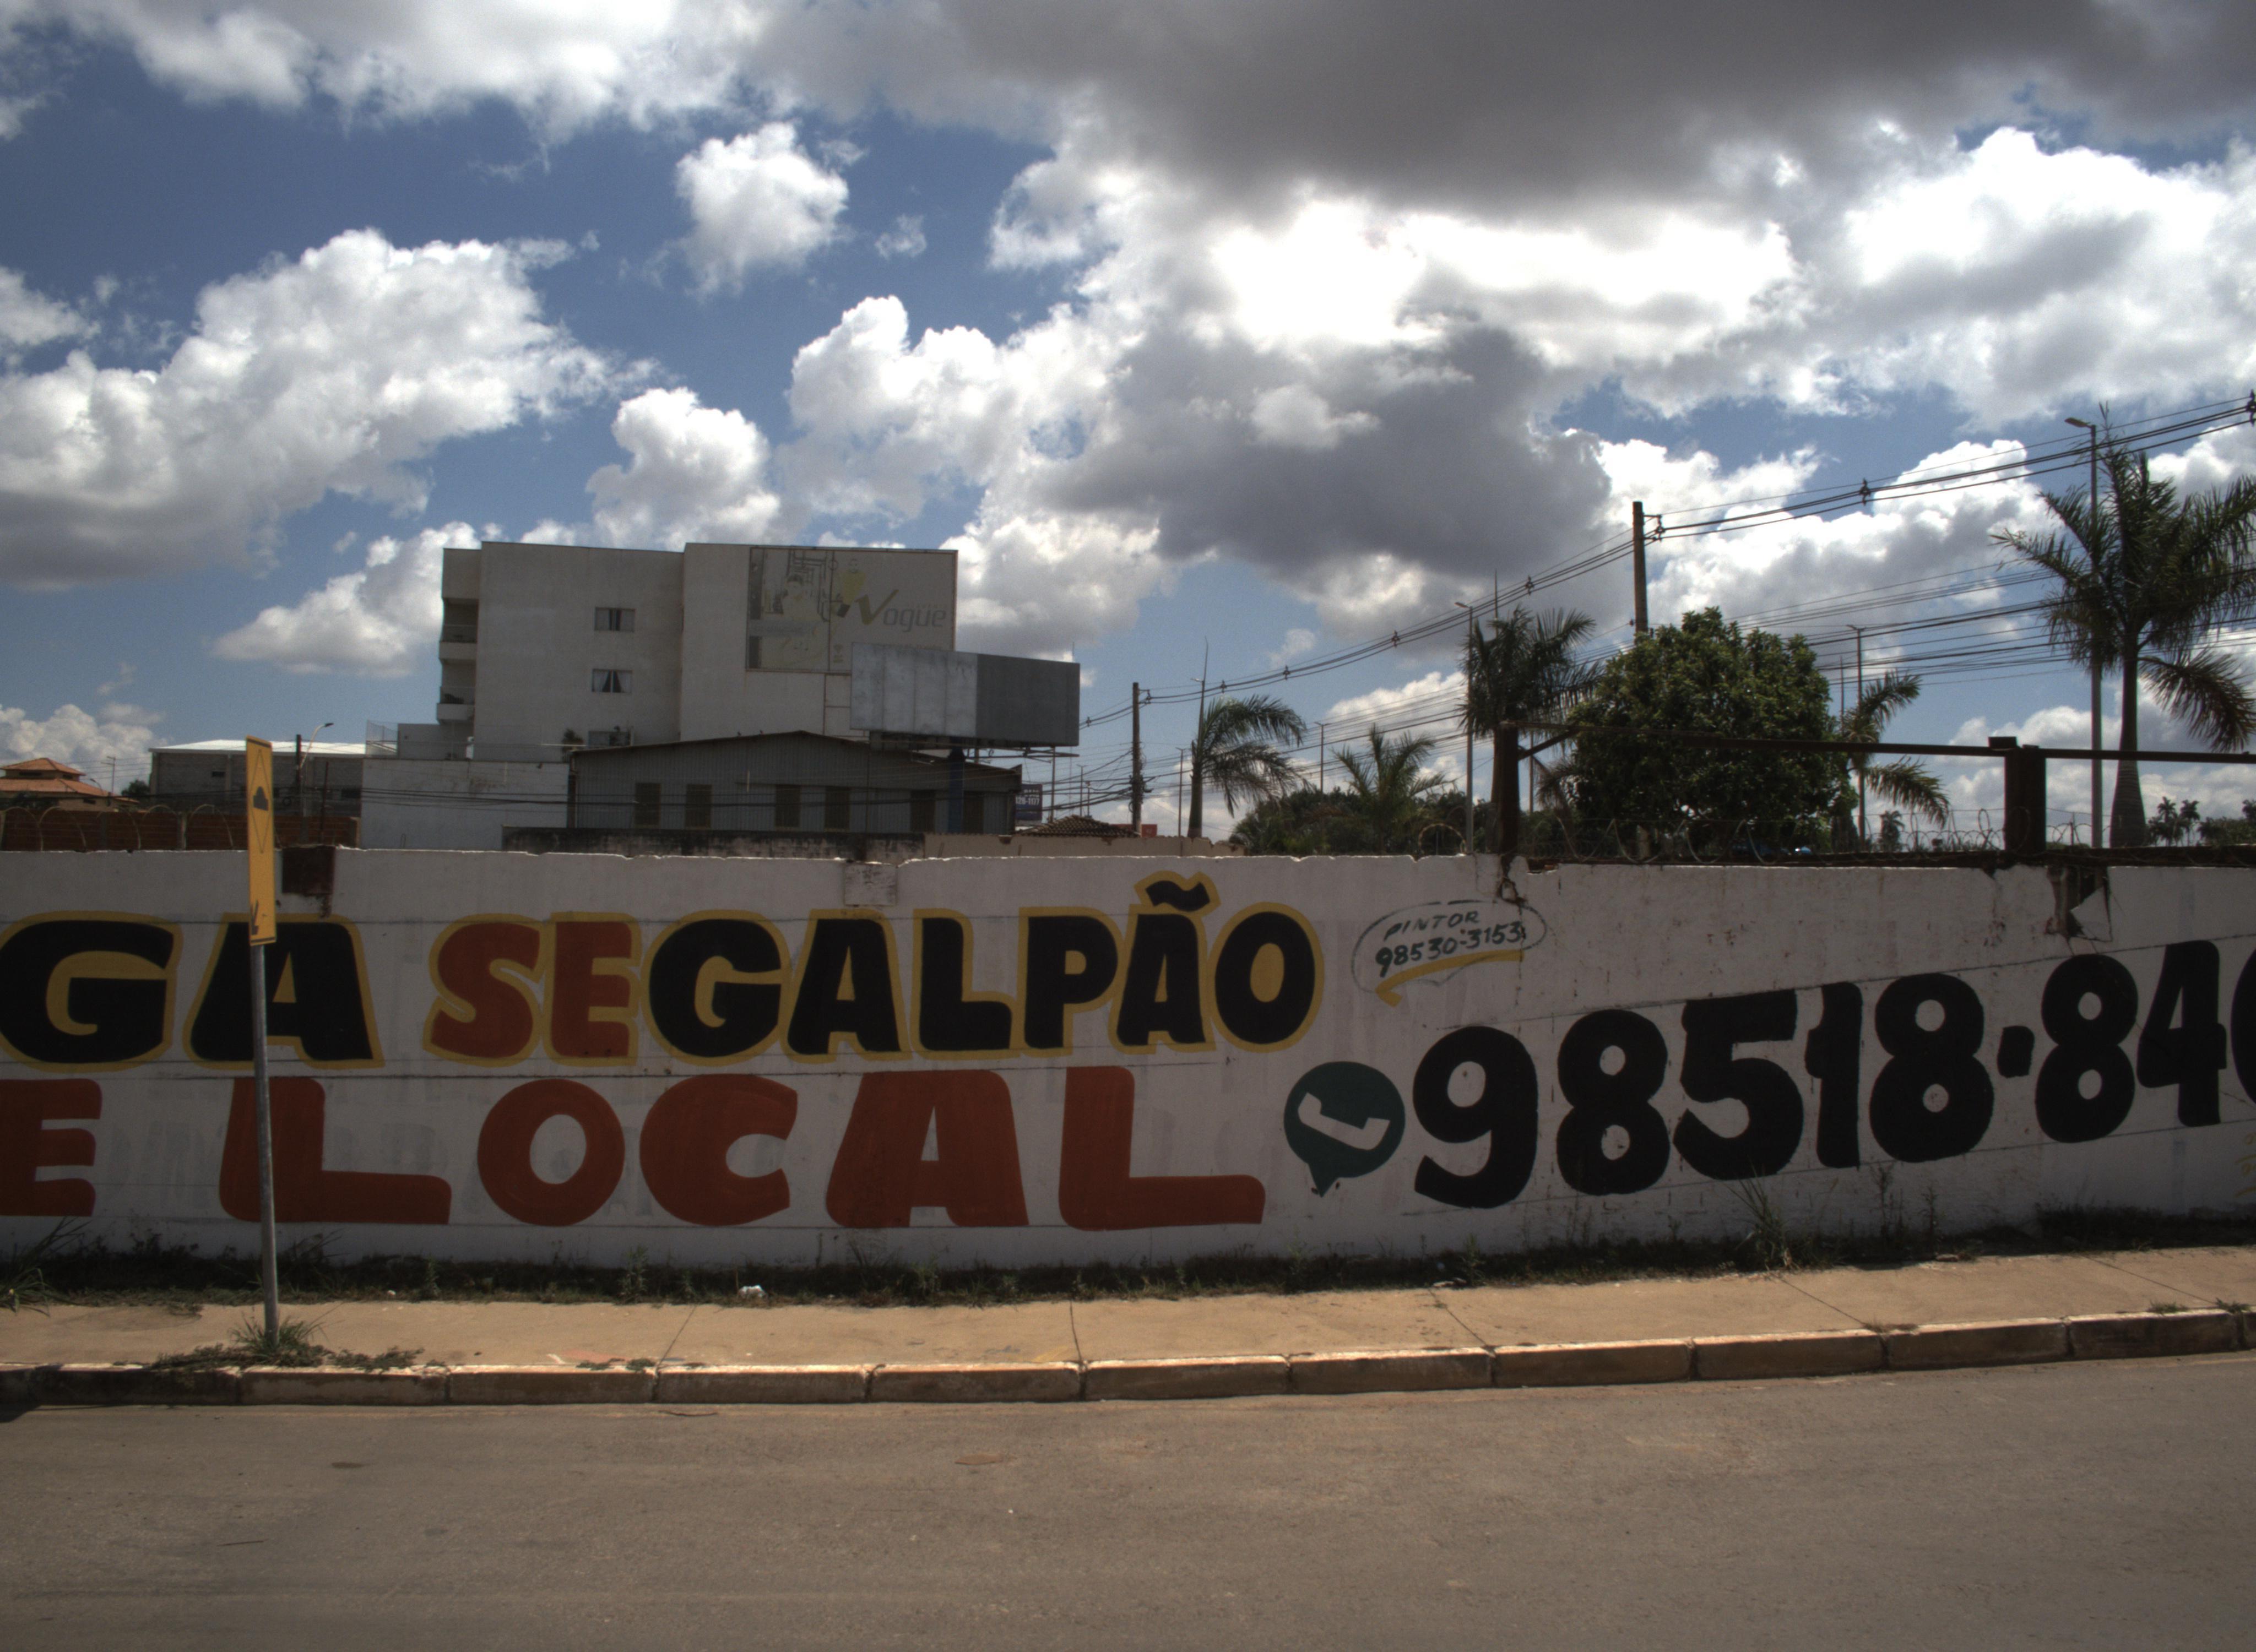 Vogue
GA SE GALPÃO
PINTOR
98530-3153
E LOCAL
98518-84